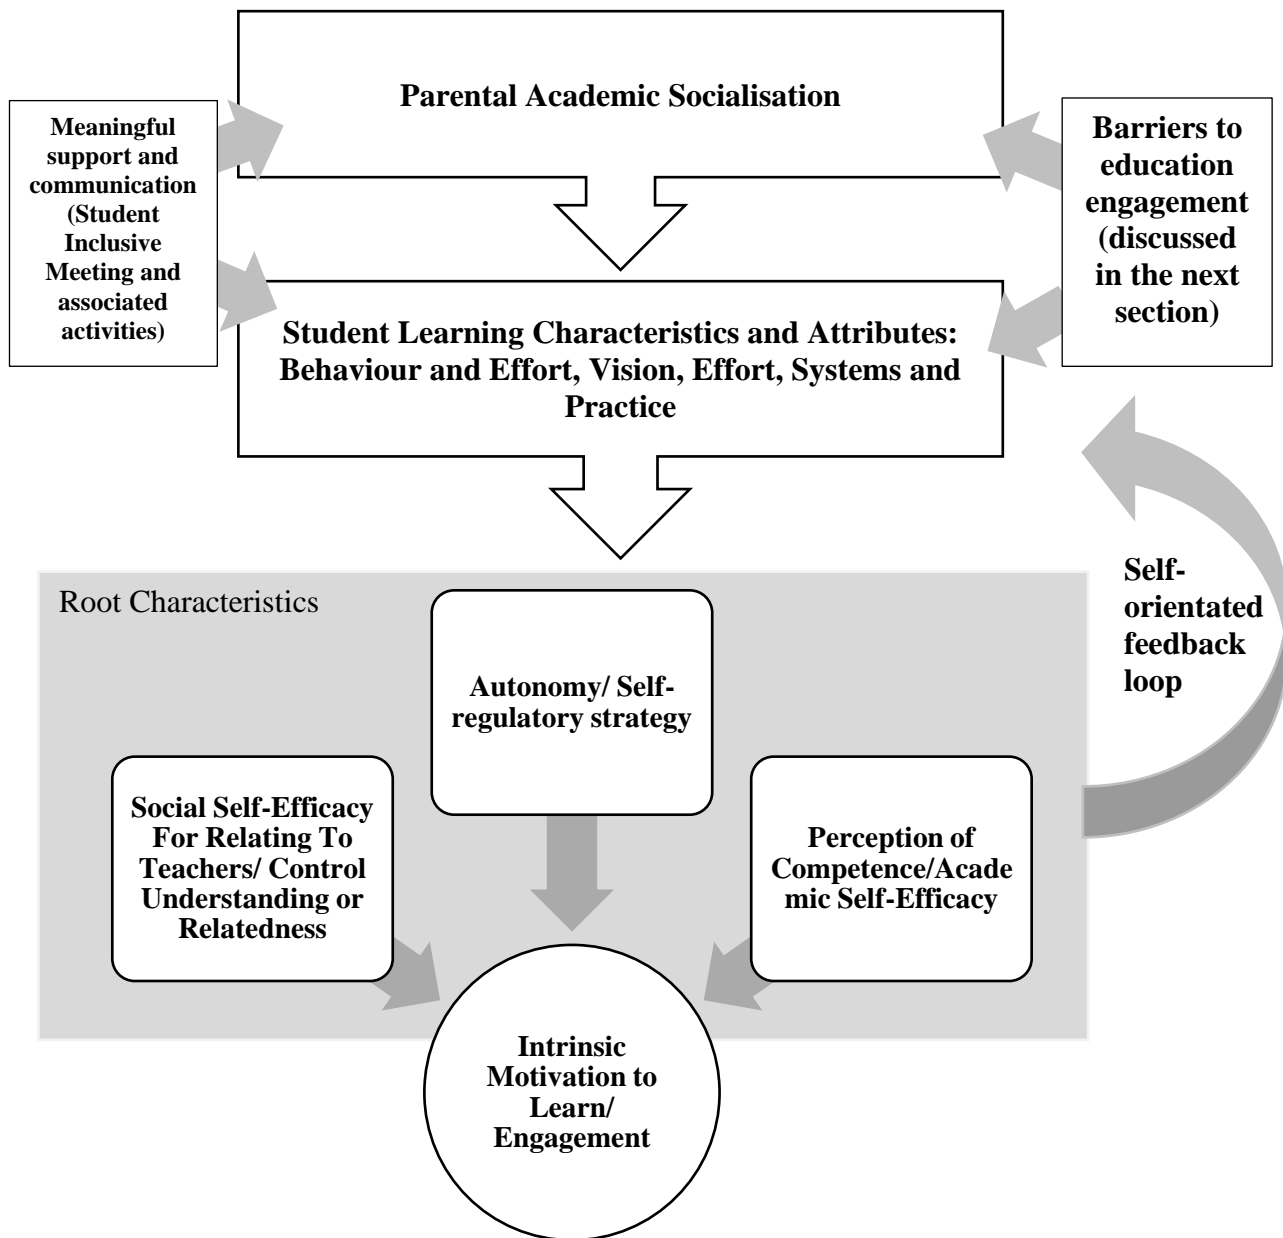 Parental Academic Socialisation
Meaningful
support and
communication
(Student
Inclusive
Meeting and
associated
activities)
Barriers to
education
engagement
(discussed
in the next
section)
Student Learning Characteristics and Attributes:
Behaviour and Effort, Vision, Effort, Systems and
Practice
Self-
orientated
feedback
loop
Root Characteristics
Autonomy/ Self-
regulatory strategy
Social Self-Efficacy
For Relating To
Teachers/ Control
Understanding or
Relatedness
Perception of
Competence/Acade
mic Self-Efficacy
Intrinsic
Motivation to
Learn/
Engagement